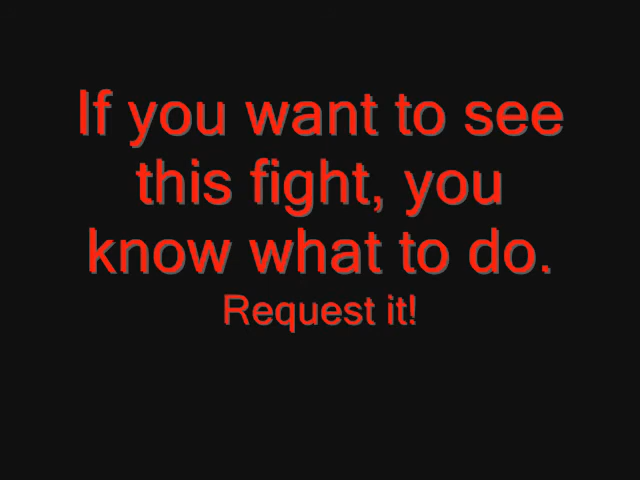 If you want to see
this fight, you
know what to do.
Request it!